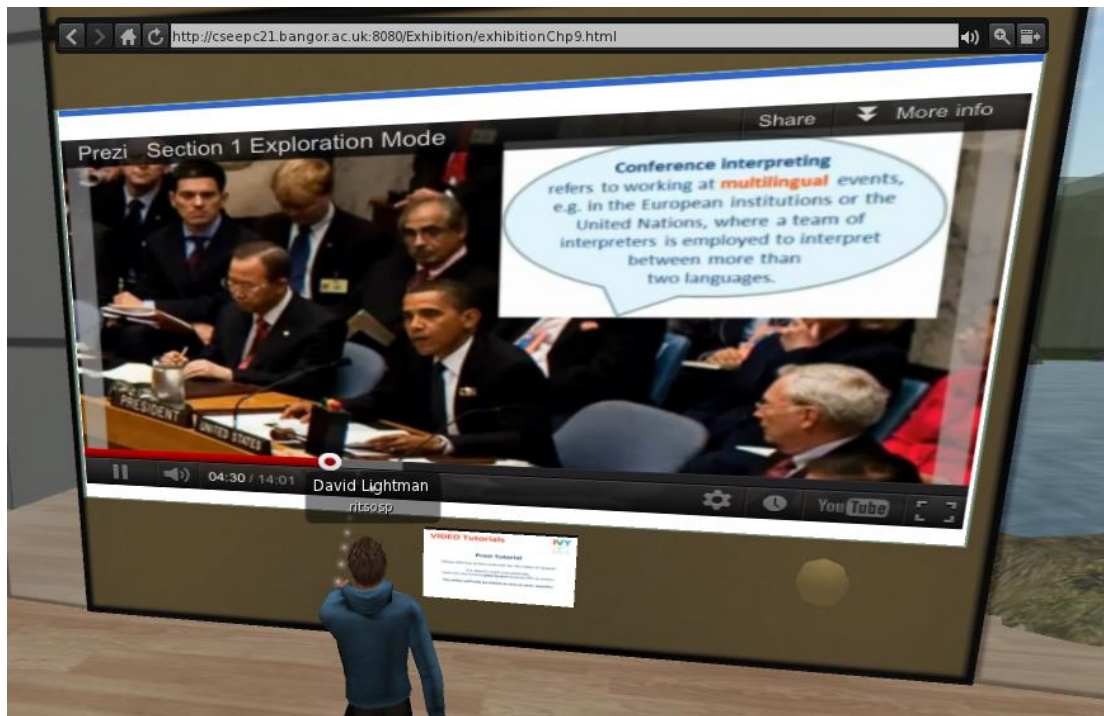 http://cseepc21.bangor.ac.uk:8080/Exhibition/exhibitionChp9.html
Prezi Section 1 Exploration Mode
Share
More info
Conference interpreting
refers to working at multilingual events,
e.g. in the European institutions or the
United Nations, where a team of
interpreters is employed to interpret
between more than
two languages.
PRESIDENT
UNITED STATES
04:30 / 14:01
YouTube
David Lightman
ritsosp
VIDEO Tutorials
IVY
Prezi Tutorial